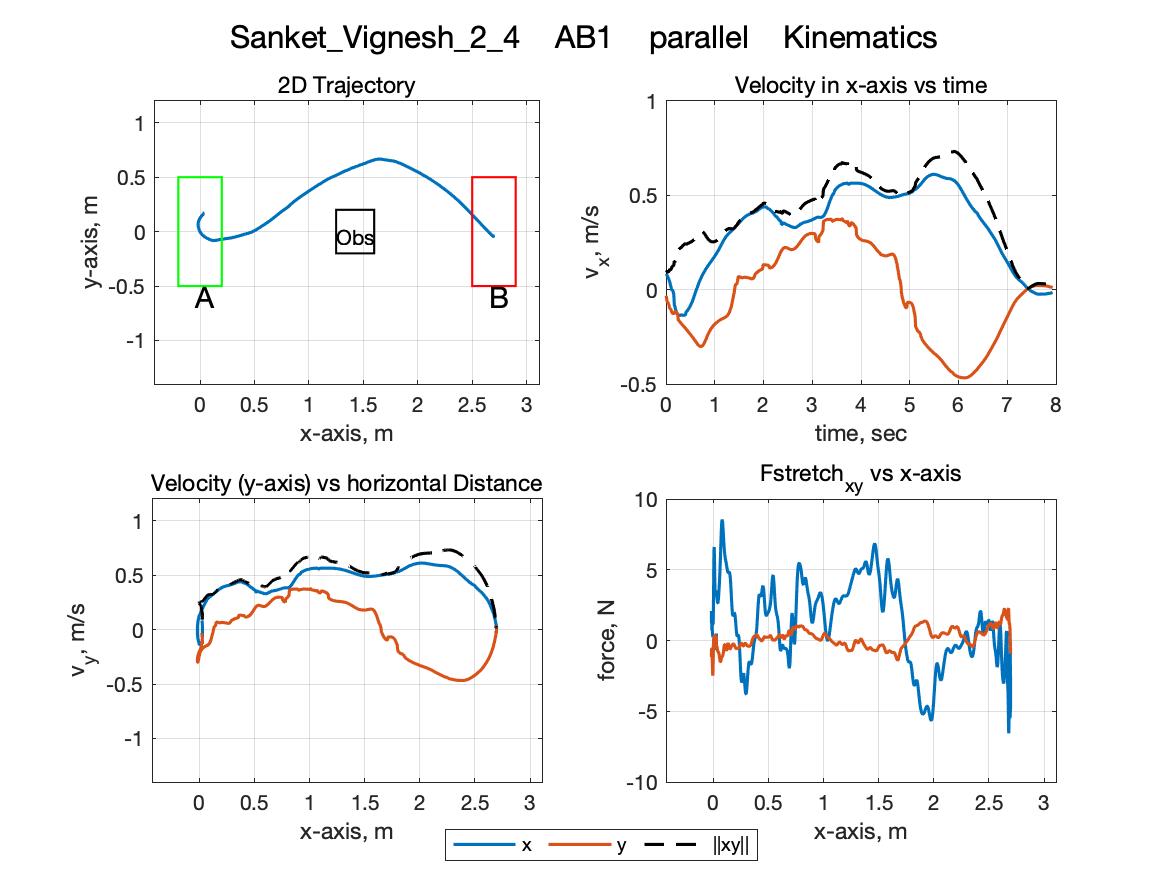 Sanket_Vignesh_2_4 AB1 parallel Kinematics
2D Trajectory
1
0.5
0
-0.5
-1
y-axis, m
Obs
A
B
0 0.5 1 1.5 2 2.5 3
x-axis, m
Velocity in x-axis vs time
1
0.5
0
-0.5
v_x, m/s
0 1 2 3 4 5 6 7 8
time, sec
Velocity (y-axis) vs horizontal Distance
1
0.5
0
-0.5
-1
v_y, m/s
0 0.5 1 1.5 2 2.5 3
x-axis, m
Fstretch_xy vs x-axis
10
5
0
-5
-10
force, N
0 0.5 1 1.5 2 2.5 3
x-axis, m
x y ||xy||